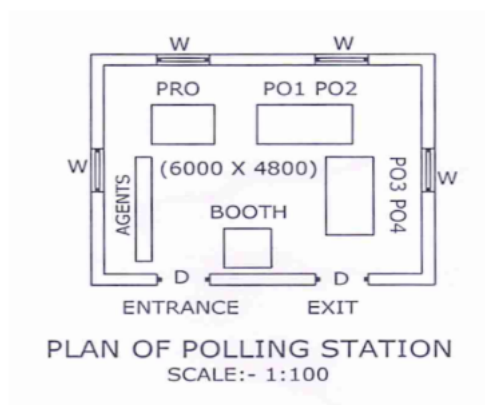 W W
PRO PO1 PO2
W (6000 X 4800) W
AGENTS
PO3 PO4
BOOTH
D D
ENTRANCE EXIT
PLAN OF POLLING STATION
SCALE:- 1:100